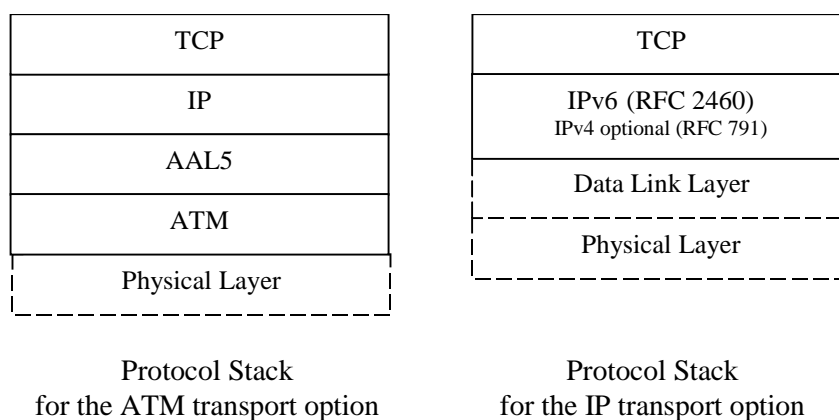 TCP
IP
AAL5
ATM
Physical Layer
Protocol Stack
for the ATM transport option
TCP
IPv6 (RFC 2460)
IPv4 optional (RFC 791)
Data Link Layer
Physical Layer
Protocol Stack
for the IP transport option